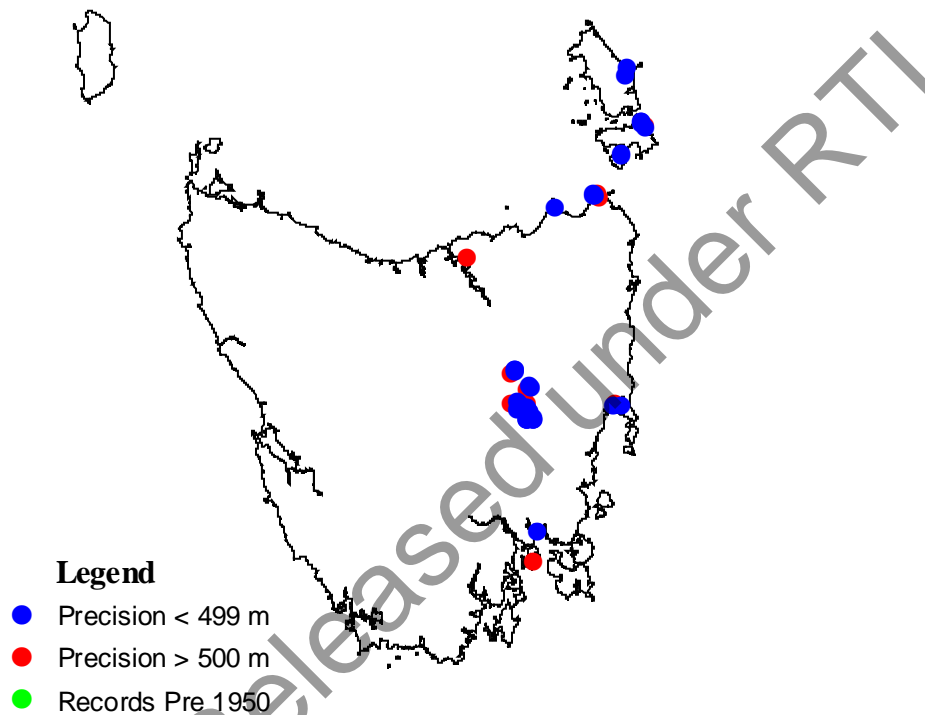 Released under RTI
Legend
Precision < 499 m
Precision > 500 m
Records Pre 1950